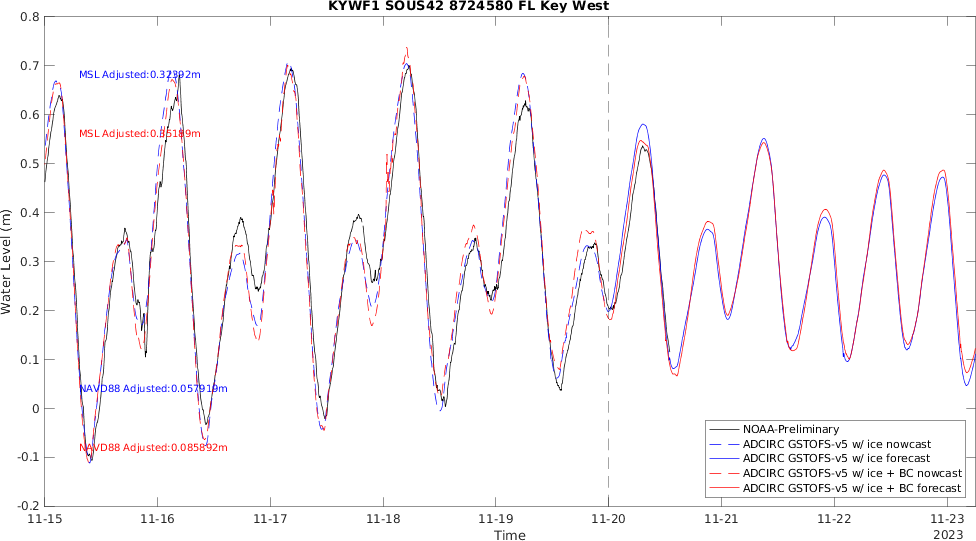 KYWF1 SOUS42 8724580 FL Key West
0.8
0.7
0.6
0.5
0.4
0.3
0.2
0.1
0
-0.1
-0.2
Water Level (m)
MSL Adjusted:0.32392m
MSL Adjusted:0.35189m
NAVD88 Adjusted:0.057919m
NAVD88 Adjusted:0.085892m
NOAA-Preliminary
ADCIRC GSTOFS-v5 w/ ice nowcast
ADCIRC GSTOFS-v5 w/ ice forecast
ADCIRC GSTOFS-v5 w/ ice + BC nowcast
ADCIRC GSTOFS-v5 w/ ice + BC forecast
11-15 11-16 11-17 11-18 11-19 11-20 11-21 11-22 11-23
Time
2023